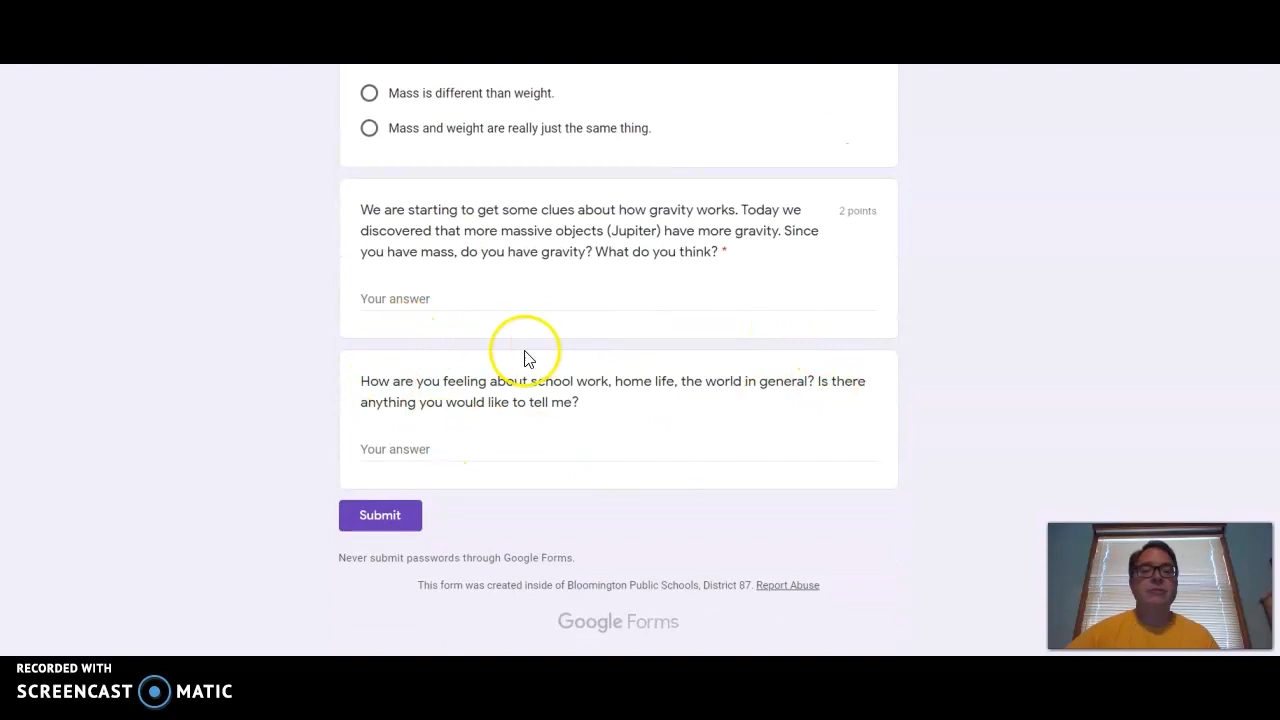 Mass is different than weight.
Mass and weight are really just the same thing.
We are starting to get some clues about how gravity works. Today we
2 points
discovered that more massive objects (Jupiter) have more gravity. Since
you have mass, do you have gravity? What do you think? *
Your answer
How are you feeling about school work, home life, the world in general? Is there
anything you would like to tell me?
Your answer
Submit
Never submit passwords through Google Forms.
This form was created inside of Bloomington Public Schools, District 87. Report Abuse
Google Forms
RECORDED WITH
SCREENCAST MATIC